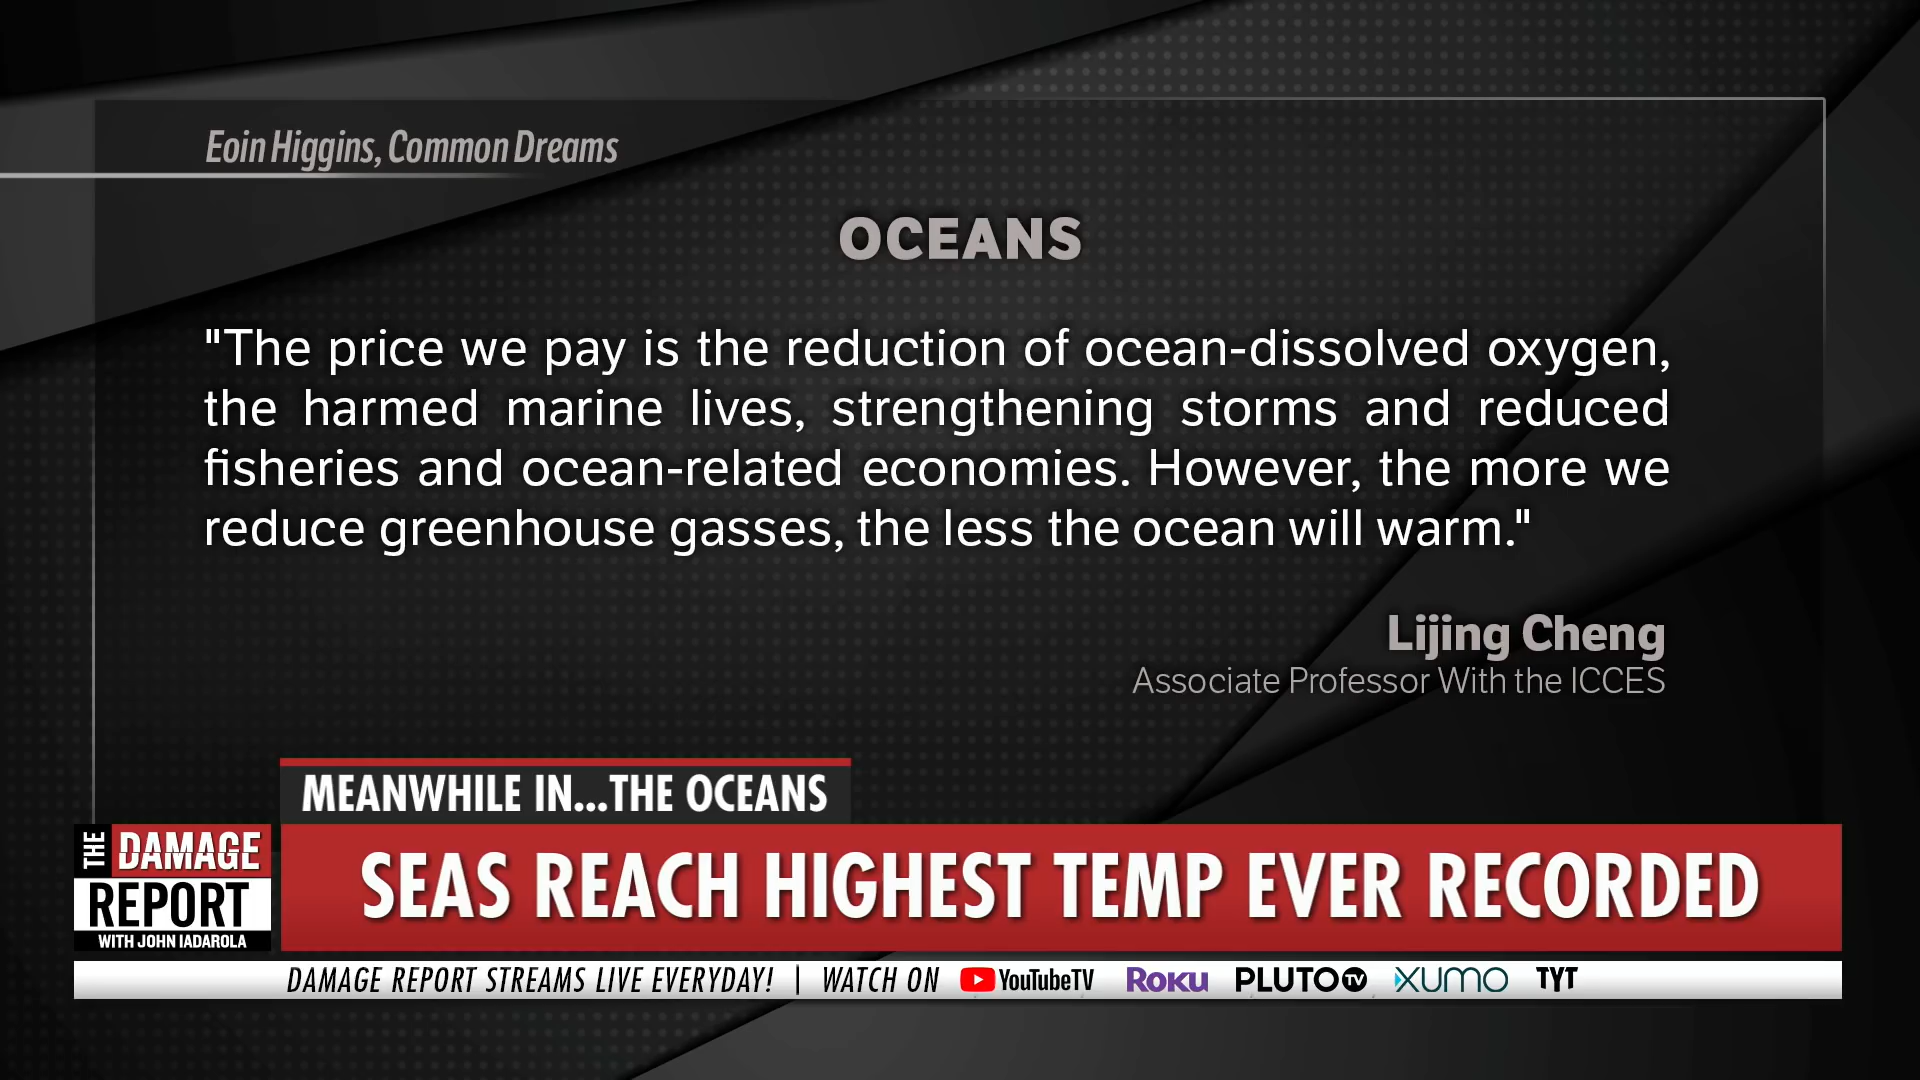 Eoin Higgins, Common Dreams
OCEANS
"The price we pay is the reduction of ocean-dissolved oxygen,
the harmed marine lives, strengthening storms and reduced
fisheries and ocean-related economies. However, the more we
reduce greenhouse gasses, the less the ocean will warm."
Lijing Cheng
Associate Professor With the ICCES
MEANWHILE IN...THE OCEANS
THE DAMAGE
REPORT
WITH JOHN IADAROLA
SEAS REACH HIGHEST TEMP EVER RECORDED
DAMAGE REPORT STREAMS LIVE EVERYDAY! | WATCH ON YouTubeTV ROKU PLUTO TV XUMO TYT